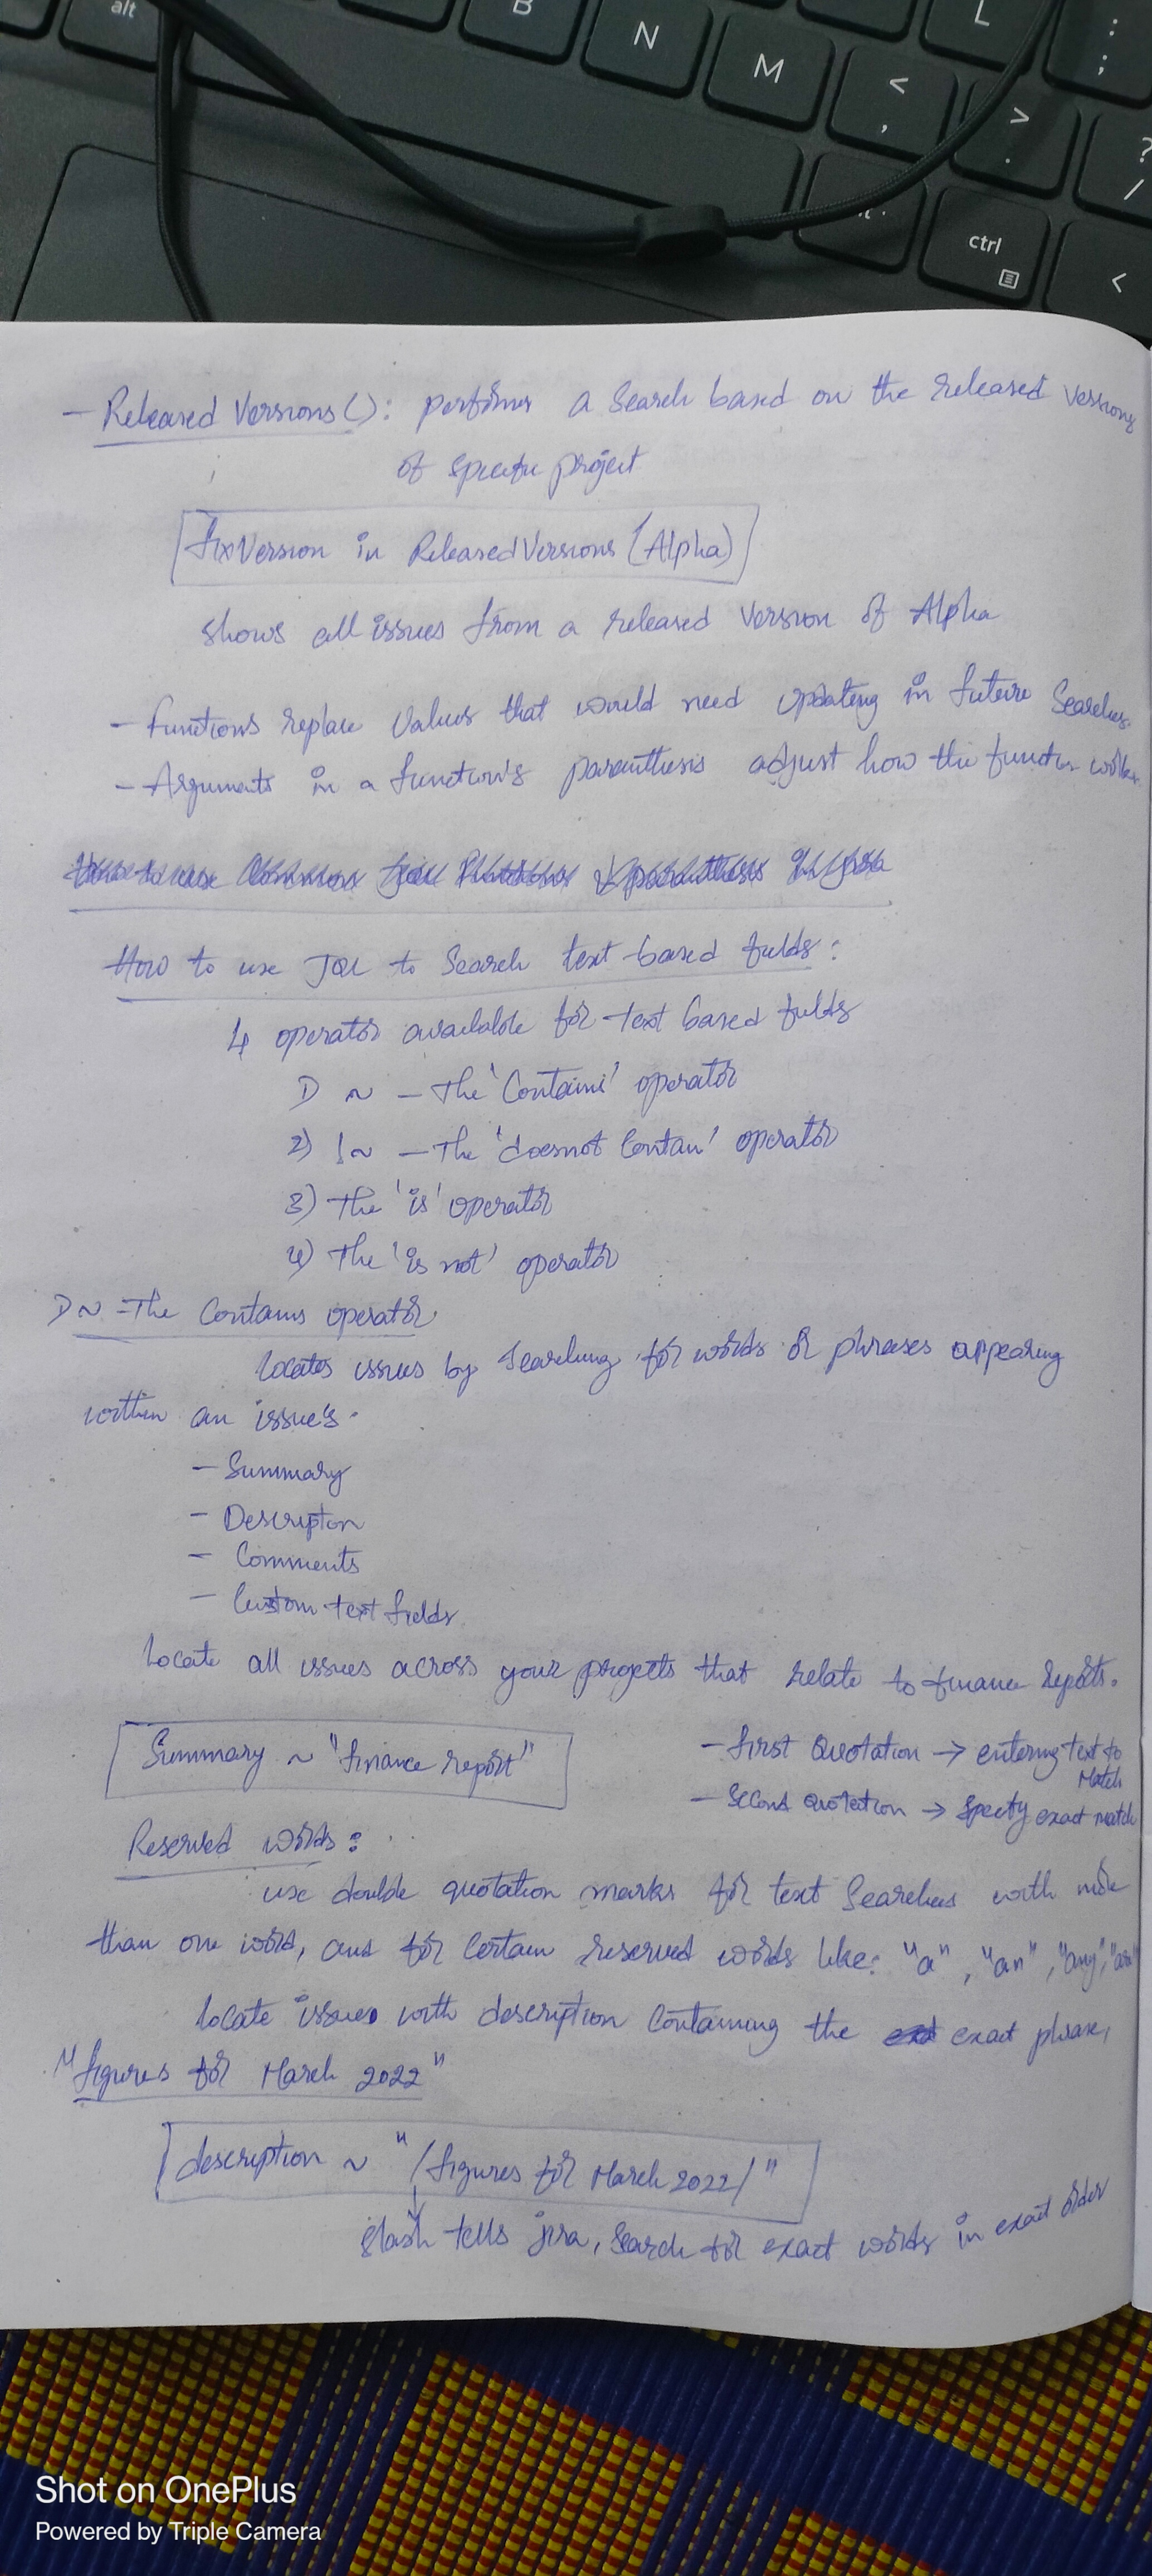 alt
B
N
M
L
:
;
<
,
>
.
?
/
ctrl
<
- Released Versions(): performs a Search based on the released versions
of specific project
fixVersion in ReleasedVersions (Alpha)
shows all issues from a released version of Alpha
- functions replace values that would need updating in future Searches.
- Arguments in a function's paranthesis adjust how the function works.
How to use JQL to Search text based fields:
4 operator available for text based fields
1) ~ - The 'Contains' operator
2) !~ - The 'doesnot Contain' operator
3) The 'is' operator
4) The 'is not' operator
1) ~ - The Contains operator
locates issues by searching for words or phrases appearing
within an issue's.
- Summary
- Description
- Comments
- Custom text fields
Locate all issues across your projects that relate to finance reports.
Summary ~ "finance report"
- first Quotation → entering text to
Match
- Second quotation → specify exact match
Reserved words:
use double quotation marks for text Searches with more
than one word, and for Certain reserved words like: "a", "an", "any",
locate issues with description Containing the exact phrase,
"figures for March 2022"
description ~ "/figures for March 2022/"
slash tells jira, Search for exact words in exact order
Shot on OnePlus
Powered by Triple Camera